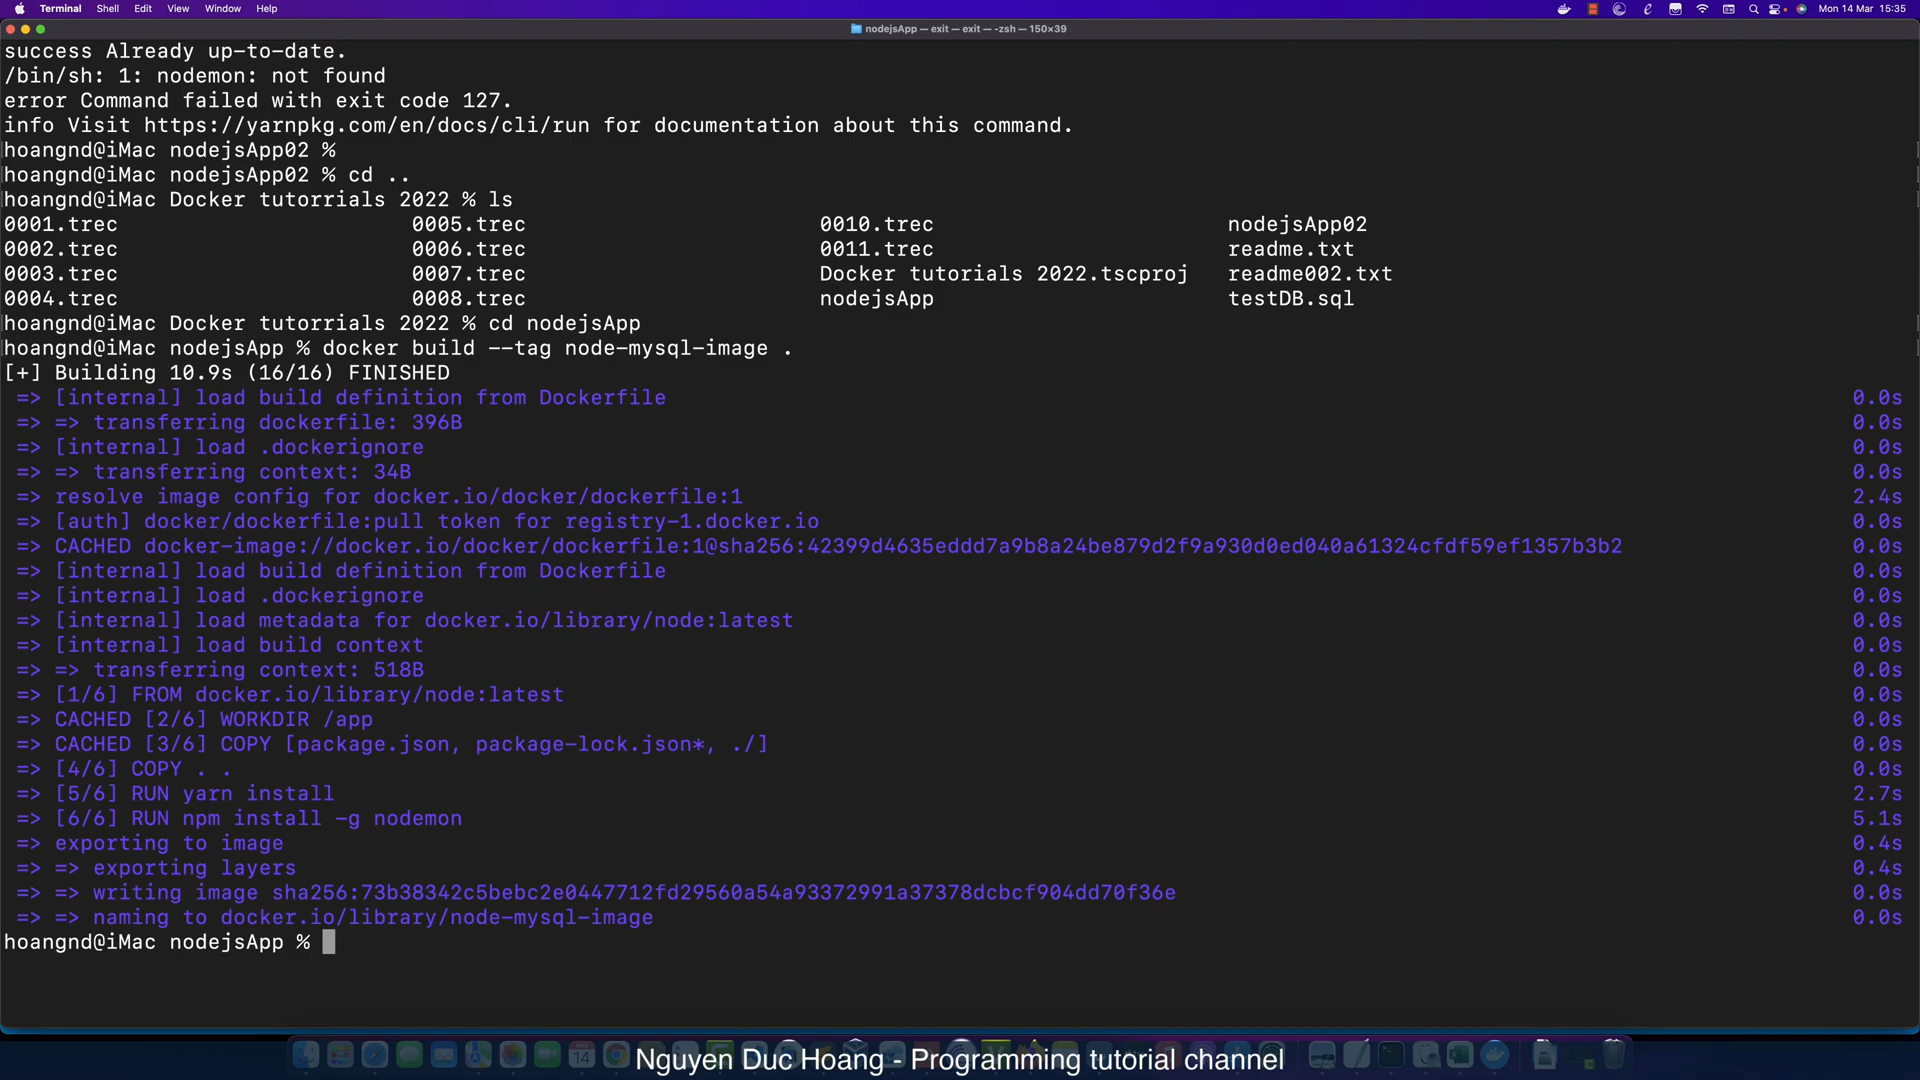 Terminal Shell Edit View Window Help Mon 14 Mar 15:35
nodejsApp — exit — exit — -zsh — 150×39
success Already up-to-date.
/bin/sh: 1: nodemon: not found
error Command failed with exit code 127.
info Visit https://yarnpkg.com/en/docs/cli/run for documentation about this command.
hoangnd@iMac nodejsApp02 %
hoangnd@iMac nodejsApp02 % cd ..
hoangnd@iMac Docker tutorrials 2022 % ls
0001.trec 0005.trec 0010.trec nodejsApp02
0002.trec 0006.trec 0011.trec readme.txt
0003.trec 0007.trec Docker tutorials 2022.tscproj readme002.txt
0004.trec 0008.trec nodejsApp testDB.sql
hoangnd@iMac Docker tutorrials 2022 % cd nodejsApp
hoangnd@iMac nodejsApp % docker build --tag node-mysql-image .
[+] Building 10.9s (16/16) FINISHED
=> [internal] load build definition from Dockerfile 0.0s
=> => transferring dockerfile: 396B 0.0s
=> [internal] load .dockerignore 0.0s
=> => transferring context: 34B 0.0s
=> resolve image config for docker.io/docker/dockerfile:1 2.4s
=> [auth] docker/dockerfile:pull token for registry-1.docker.io 0.0s
=> CACHED docker-image://docker.io/docker/dockerfile:1@sha256:42399d4635eddd7a9b8a24be879d2f9a930d0ed040a61324cfdf59ef1357b3b2 0.0s
=> [internal] load build definition from Dockerfile 0.0s
=> [internal] load .dockerignore 0.0s
=> [internal] load metadata for docker.io/library/node:latest 0.0s
=> [internal] load build context 0.0s
=> => transferring context: 518B 0.0s
=> [1/6] FROM docker.io/library/node:latest 0.0s
=> CACHED [2/6] WORKDIR /app 0.0s
=> CACHED [3/6] COPY [package.json, package-lock.json*, ./] 0.0s
=> [4/6] COPY . . 0.0s
=> [5/6] RUN yarn install 2.7s
=> [6/6] RUN npm install -g nodemon 5.1s
=> exporting to image 0.4s
=> => exporting layers 0.4s
=> => writing image sha256:73b38342c5bebc2e0447712fd29560a54a93372991a37378dcbcf904dd70f36e 0.0s
=> => naming to docker.io/library/node-mysql-image 0.0s
hoangnd@iMac nodejsApp %
Nguyen Duc Hoang - Programming tutorial channel